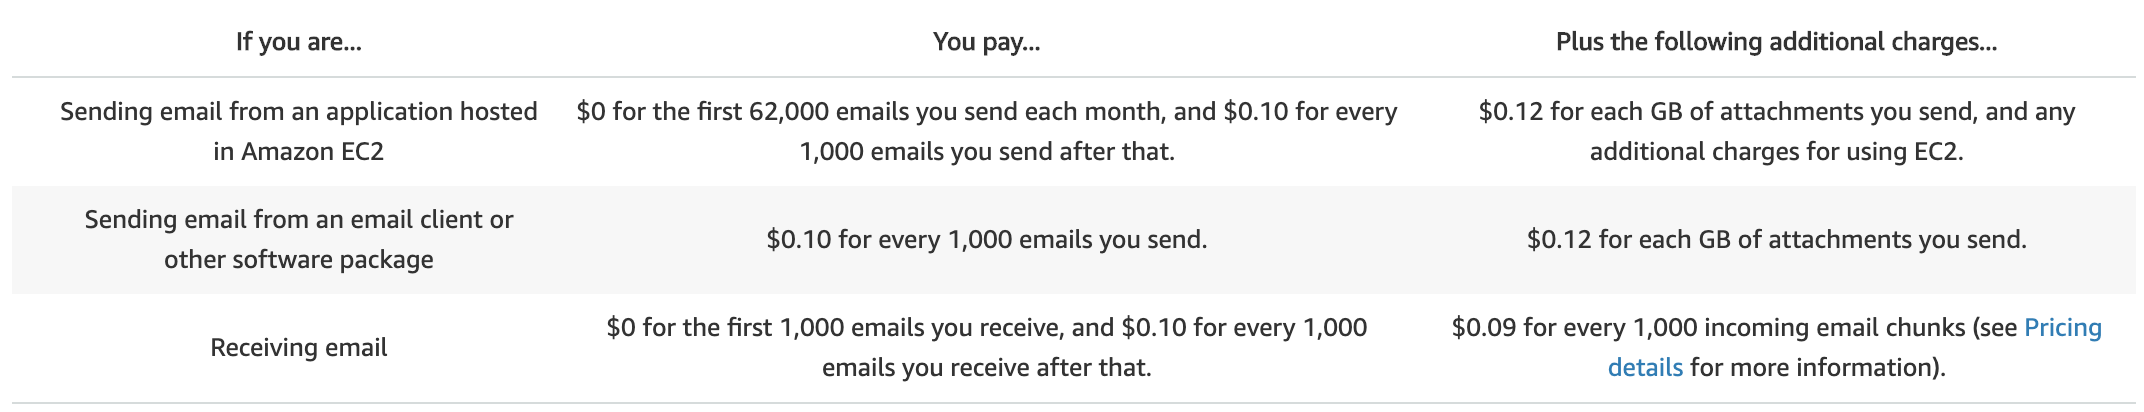 If you are...
You pay...
Plus the following additional charges...
Sending email from an application hosted
in Amazon EC2
$0 for the first 62,000 emails you send each month, and $0.10 for every
1,000 emails you send after that.
$0.12 for each GB of attachments you send, and any
additional charges for using EC2.
Sending email from an email client or
other software package
$0.10 for every 1,000 emails you send.
$0.12 for each GB of attachments you send.
Receiving email
$0 for the first 1,000 emails you receive, and $0.10 for every 1,000
emails you receive after that.
$0.09 for every 1,000 incoming email chunks (see Pricing
details for more information).